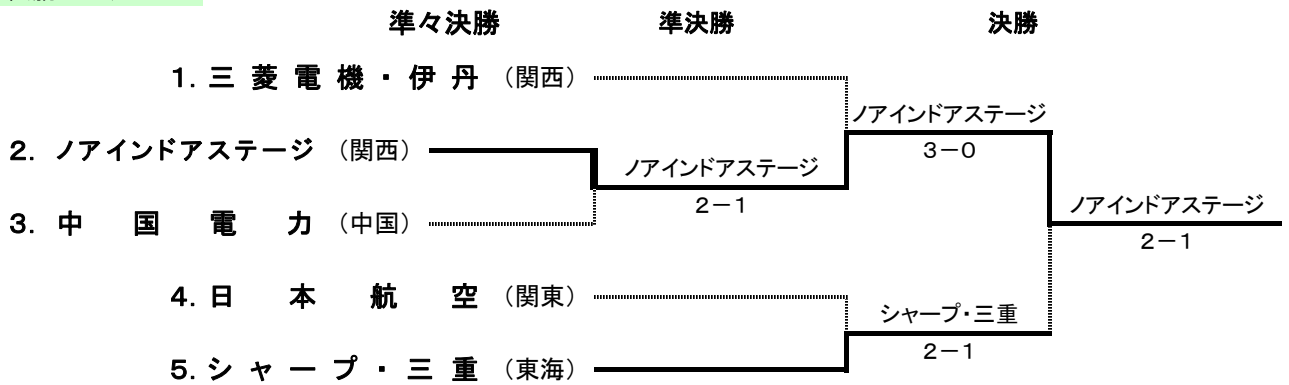 準々決勝 準決勝 決勝
1. 三菱電機・伊丹 (関西)
ノアインドアステージ
2. ノアインドアステージ (関西)
3-0
ノアインドアステージ
2-1
ノアインドアステージ
3. 中国電力 (中国)
2-1
4. 日本航空 (関東)
シャープ・三重
2-1
5. シャープ・三重 (東海)